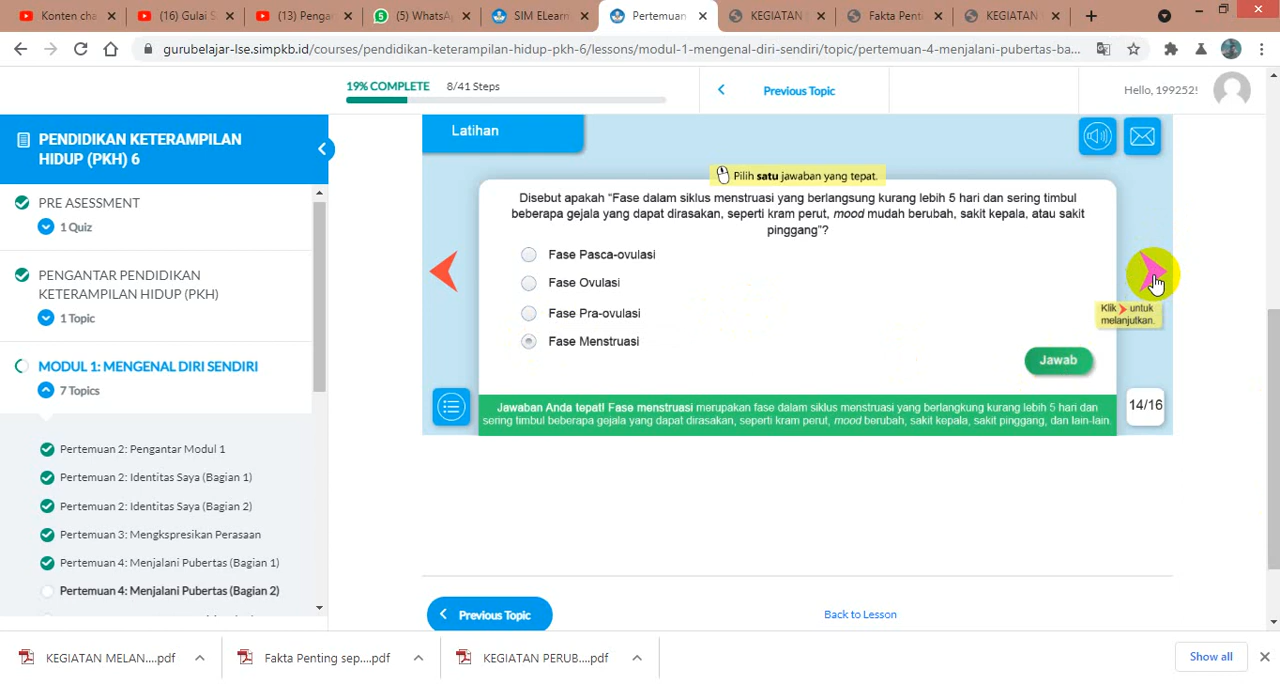 Konten cha
(16) Gulai S
(13) Pengar
(5) WhatsAp
SIM ELearn
Pertemuan
KEGIATAN
Fakta Penti
KEGIATAN
gurubelajar-lse.simpkb.id/courses/pendidikan-keterampilan-hidup-pkh-6/lessons/modul-1-mengenal-diri-sendiri/topic/pertemuan-4-menjalani-pubertas-ba...
19% COMPLETE 8/41 Steps
Previous Topic
Hello, 199252!
PENDIDIKAN KETERAMPILAN
HIDUP (PKH) 6
PRE ASESSMENT
1 Quiz
PENGANTAR PENDIDIKAN
KETERAMPILAN HIDUP (PKH)
1 Topic
MODUL 1: MENGENAL DIRI SENDIRI
7 Topics
Pertemuan 2: Pengantar Modul 1
Pertemuan 2: Identitas Saya (Bagian 1)
Pertemuan 2: Identitas Saya (Bagian 2)
Pertemuan 3: Mengkspresikan Perasaan
Pertemuan 4: Menjalani Pubertas (Bagian 1)
Pertemuan 4: Menjalani Pubertas (Bagian 2)
Latihan
Pilih satu jawaban yang tepat.
Disebut apakah “Fase dalam siklus menstruasi yang berlangsung kurang lebih 5 hari dan sering timbul
beberapa gejala yang dapat dirasakan, seperti kram perut, mood mudah berubah, sakit kepala, atau sakit
pinggang”?
Fase Pasca-ovulasi
Fase Ovulasi
Fase Pra-ovulasi
Fase Menstruasi
Klik > untuk
melanjutkan.
Jawab
Jawaban Anda tepat! Fase menstruasi merupakan fase dalam siklus menstruasi yang berlangkung kurang lebih 5 hari dan
sering timbul beberapa gejala yang dapat dirasakan, seperti kram perut, mood berubah, sakit kepala, sakit pinggang, dan lain-lain.
14/16
Previous Topic
Back to Lesson
KEGIATAN MELAN....pdf
Fakta Penting sep....pdf
KEGIATAN PERUB....pdf
Show all